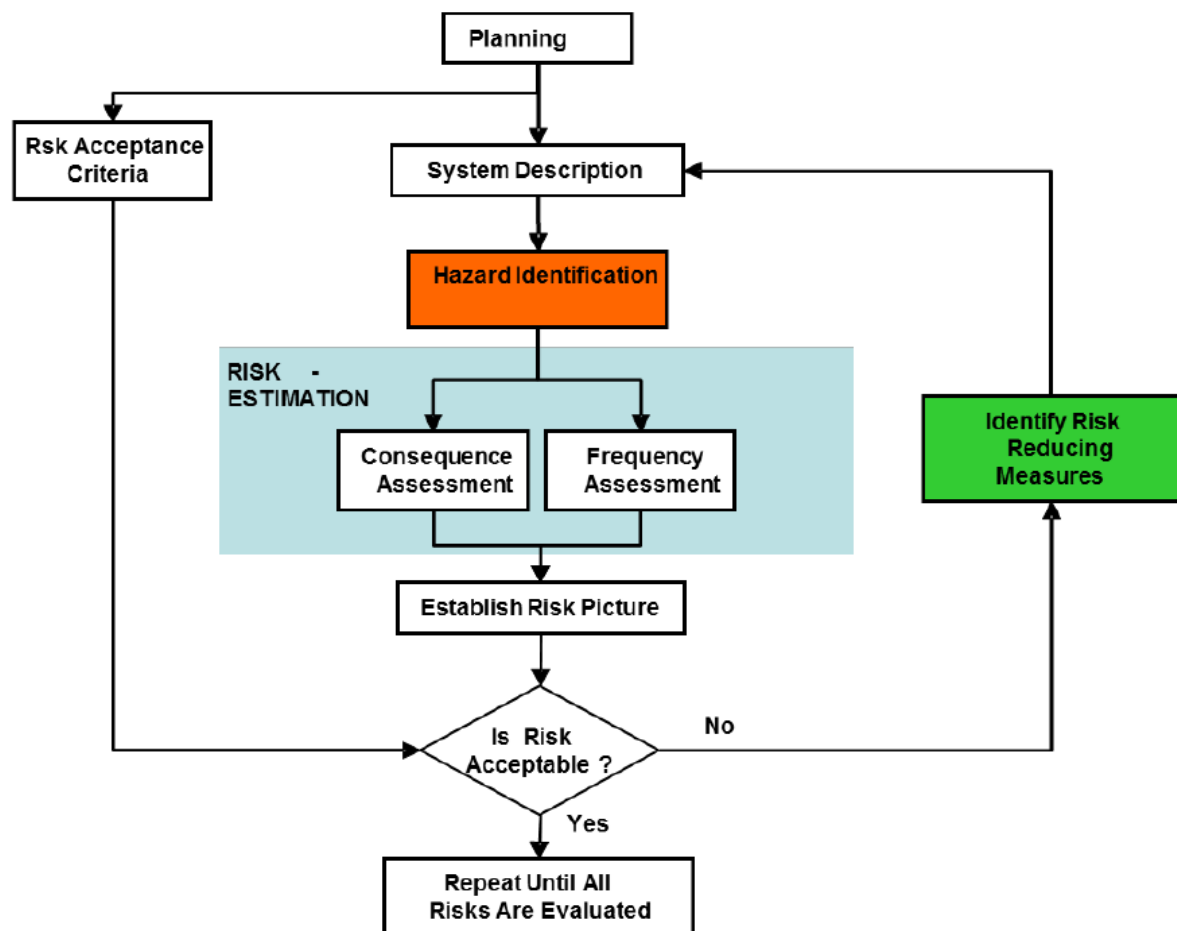 Planning
Rsk Acceptance
Criteria
System Description
Hazard Identification
RISK -
ESTIMATION
Consequence
Assessment
Frequency
Assessment
Identify Risk
Reducing
Measures
Establish Risk Picture
Is Risk
Acceptable ?
No
Yes
Repeat Until All
Risks Are Evaluated